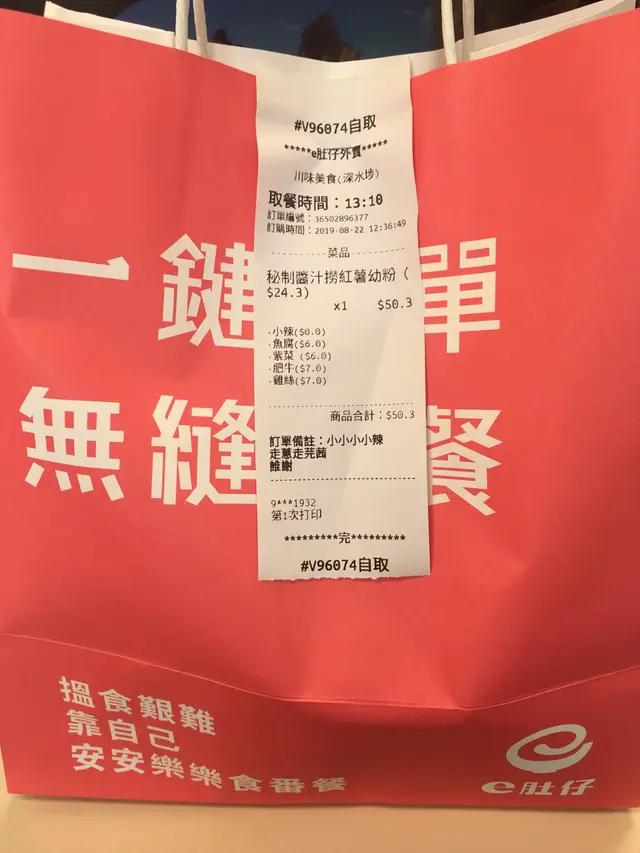 #V96074自取
*****e肚仔外賣*****
川味美食(深水埗)
取餐時間：13:10
訂單編號：36502896377
訂購時間：2019-08-22 12:36:49
菜品
秘制醬汁撈紅薯幼粉(
$24.3)
x1 $50.3
·小辣($0.0)
·魚腐($6.0)
·紫菜 ($6.0)
·肥牛($7.0)
·雞絲($7.0)
商品合計：$50.3
訂單備註：小小小小辣
走蔥走芫茜
誰謝
9***1932
第1次打印
*********完*********
#V96074自取
一鍵 單
無縫 餐
搵食艱難
靠自己
安安樂樂食番餐
e肚仔